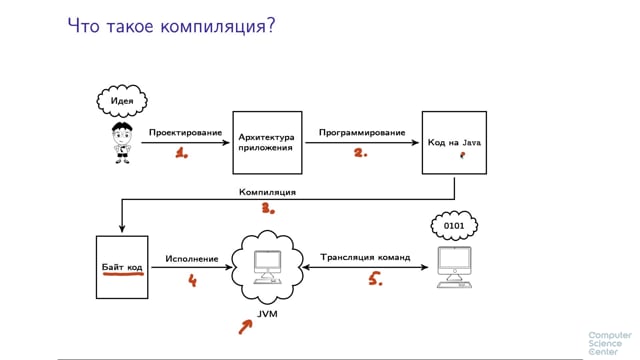 Что такое компиляция?
Идея
Проектирование
1.
Архитектура
приложения
Программирование
2.
Код на Java
Компиляция
3.
Байт код
Исполнение
4
JVM
Трансляция команд
5.
0101
Computer
Science
Center